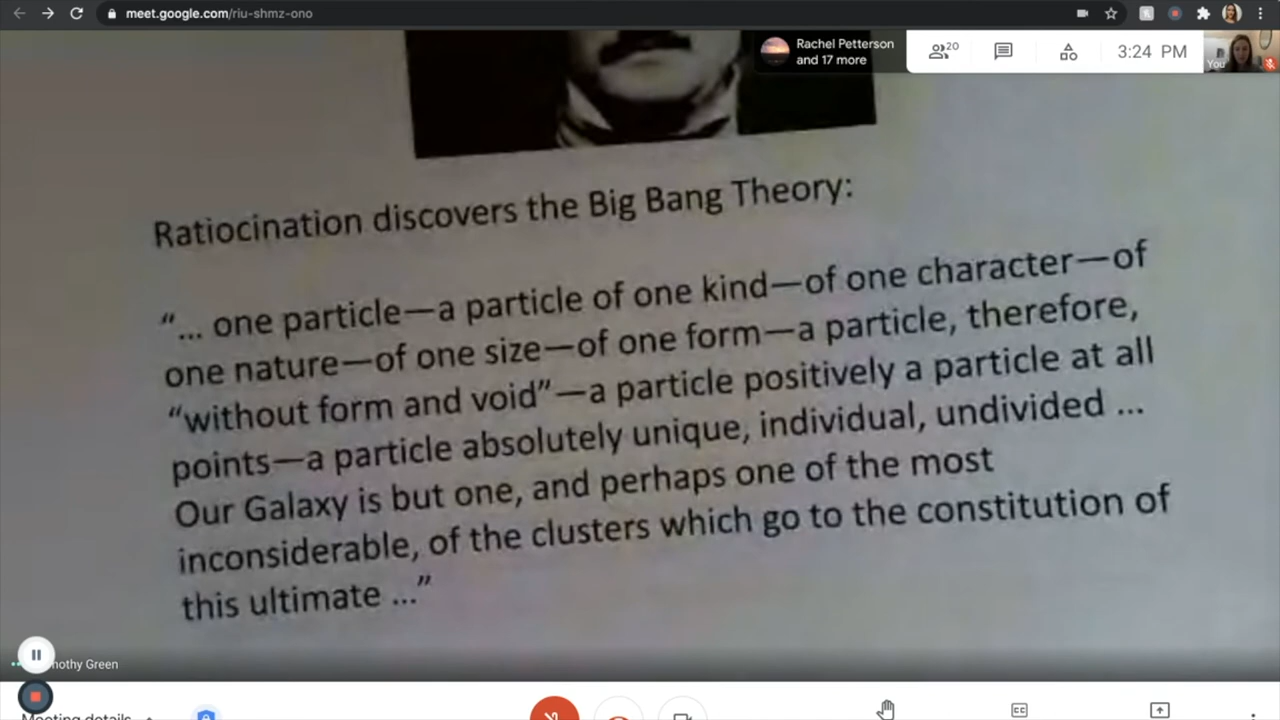 meet.google.com/riu-shmz-ono
Rachel Petterson
and 17 more
20
3:24 PM
You
Ratiocination discovers the Big Bang Theory:
“... one particle—a particle of one kind—of one character—of
one nature—of one size—of one form—a particle, therefore,
“without form and void”—a particle positively a particle at all
points—a particle absolutely unique, individual, undivided ...
Our Galaxy is but one, and perhaps one of the most
inconsiderable, of the clusters which go to the constitution of
this ultimate ...”
mothy Green
Meeting details
CC